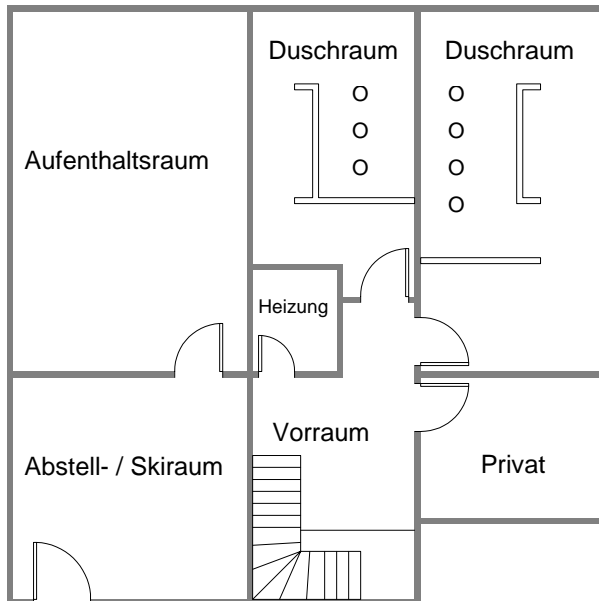 Duschraum
Duschraum
O
O
O
O
O
O
O
Aufenthaltsraum
Heizung
Vorraum
Abstell- / Skiraum
Privat